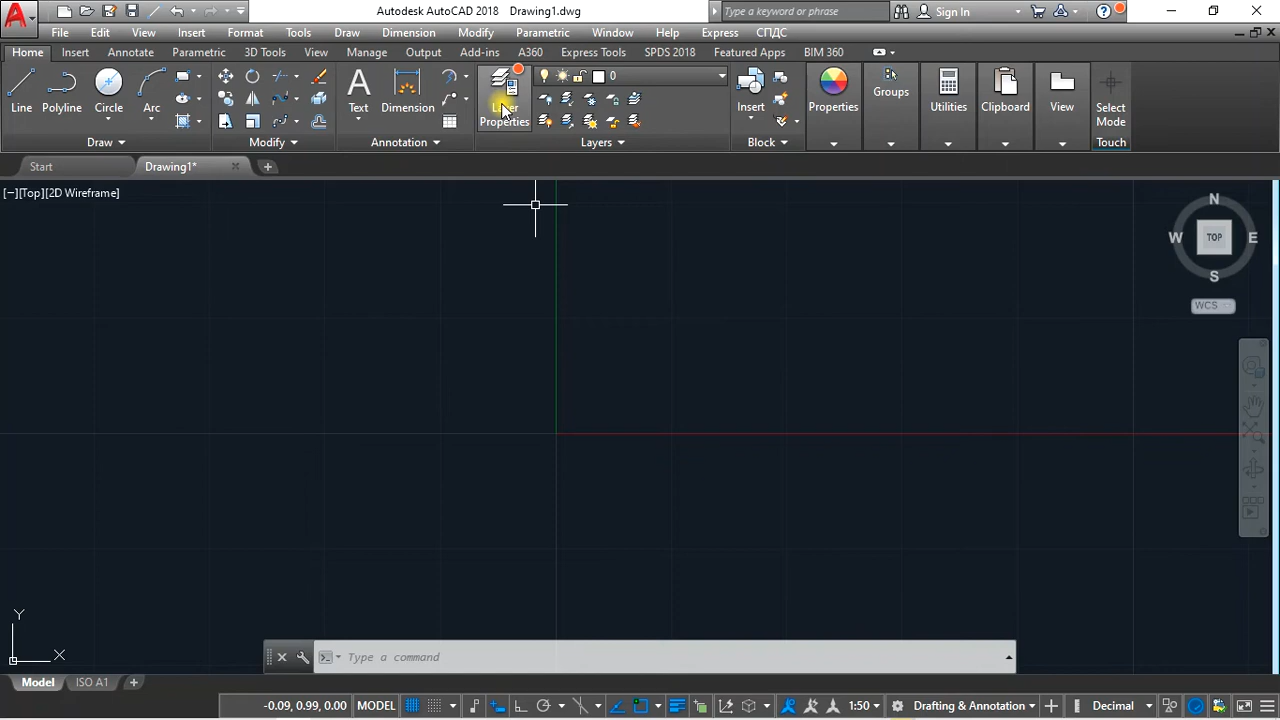 Autodesk AutoCAD 2018 Drawing1.dwg
Type a keyword or phrase
Sign In
File Edit View Insert Format Tools Draw Dimension Modify Parametric Window Help Express СПДС
Home Insert Annotate Parametric 3D Tools View Manage Output Add-ins A360 Express Tools SPDS 2018 Featured Apps BIM 360
Line Polyline Circle Arc
Text Dimension
Layer
Properties
0
Insert
Properties
Groups
Utilities
Clipboard
View
Select
Mode
Draw Modify Annotation Layers Block Touch
Start Drawing1*
[−][Top][2D Wireframe]
N
W TOP E
S
WCS
Y
X
Type a command
Model ISO A1
-0.09, 0.99, 0.00 MODEL 1:50 Drafting & Annotation Decimal